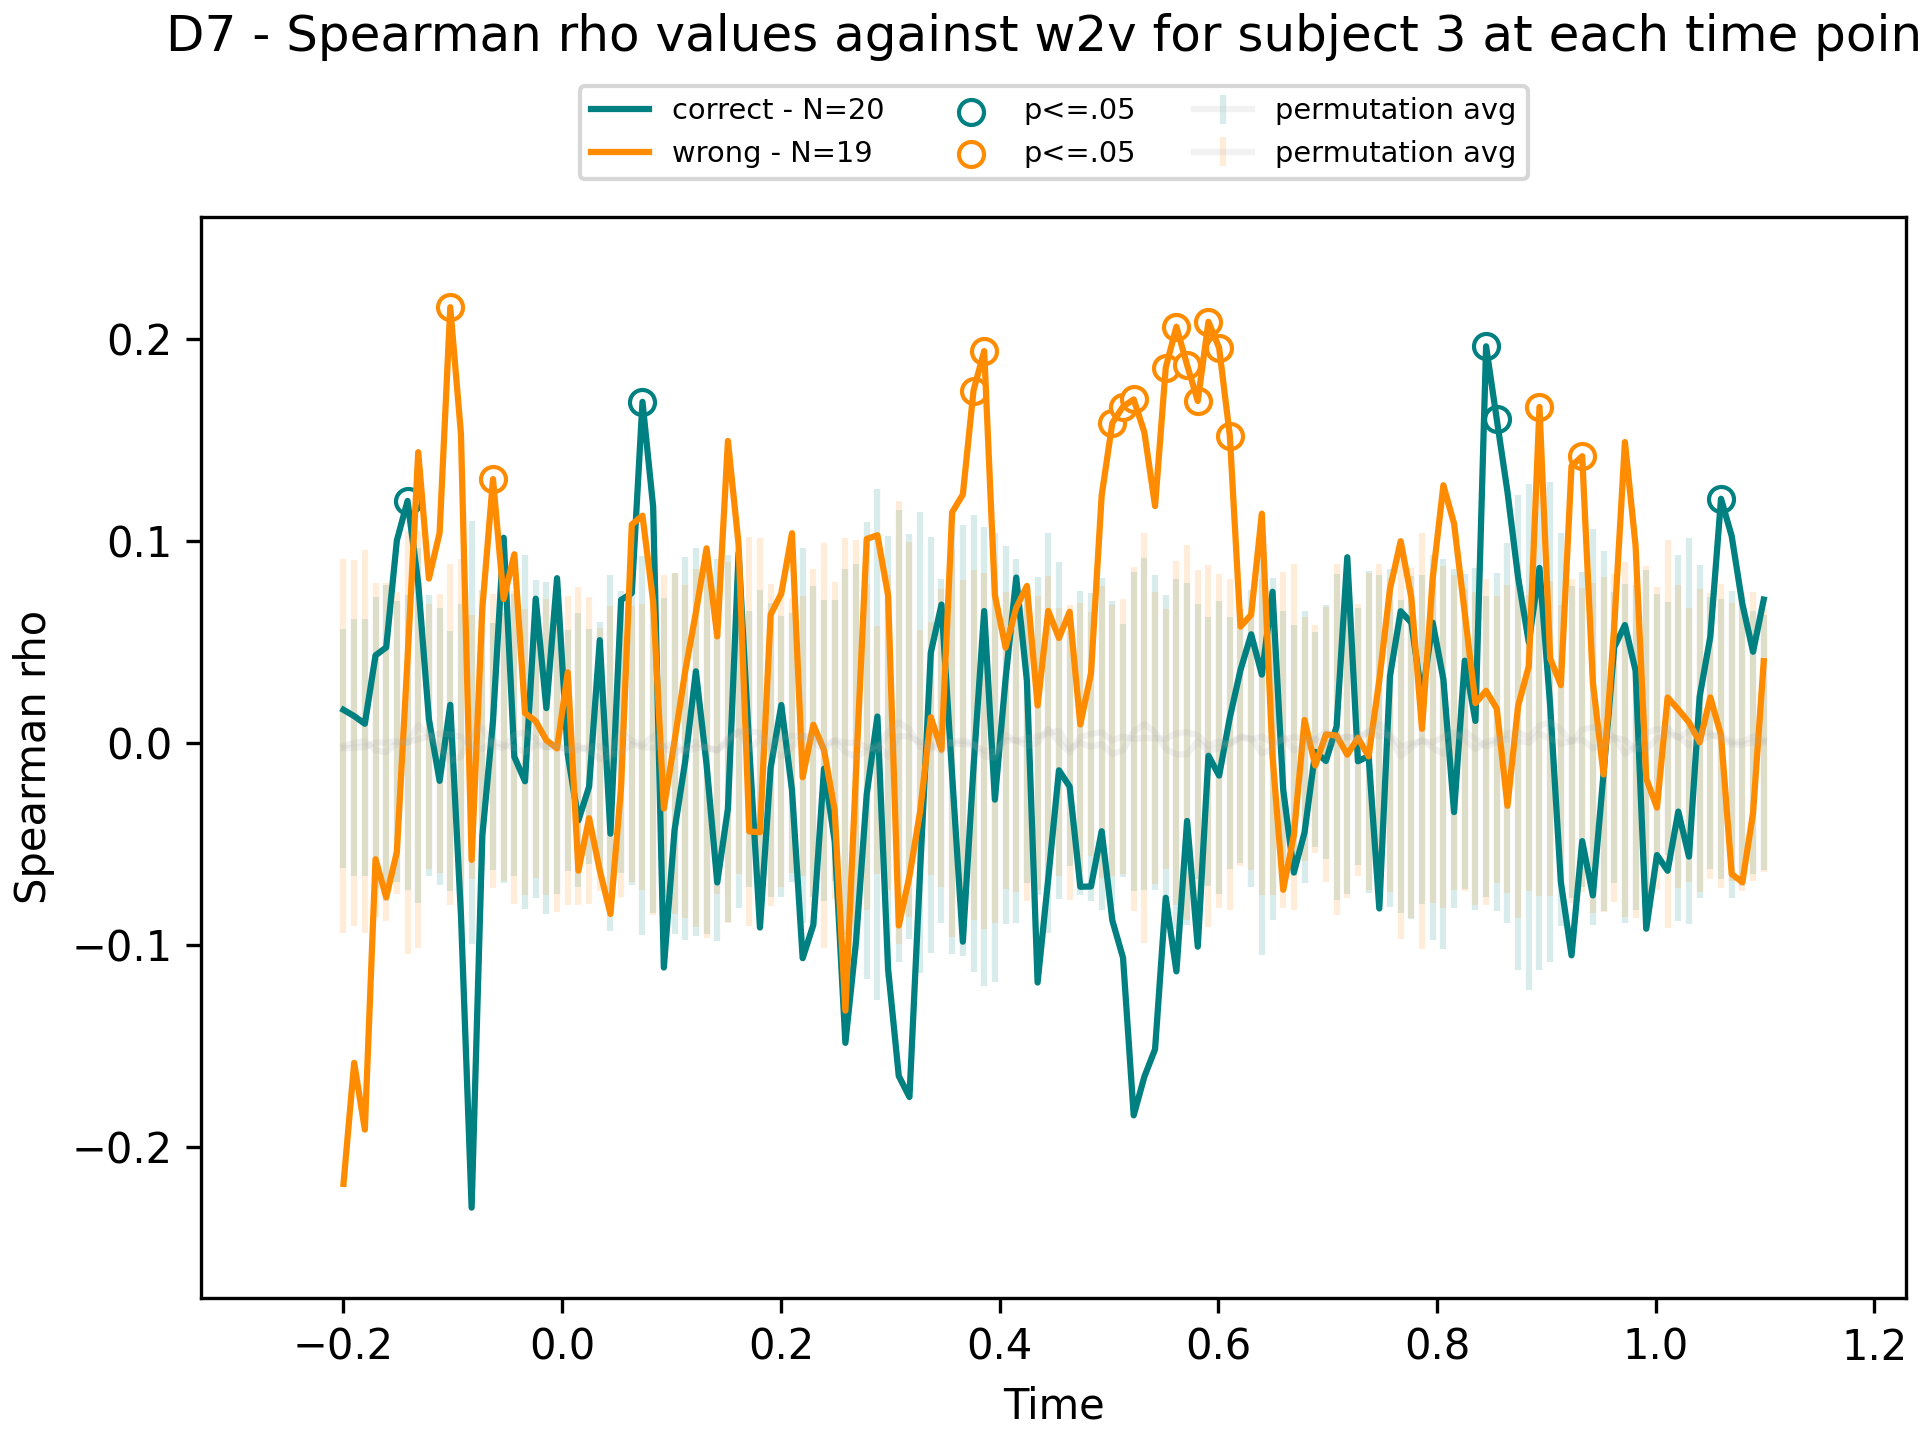 D7 - Spearman rho values against w2v for subject 3 at each time poin
correct - N=20
wrong - N=19
p<=.05
p<=.05
permutation avg
permutation avg
Spearman rho
0.2
0.1
0.0
−0.1
−0.2
−0.2 0.0 0.2 0.4 0.6 0.8 1.0 1.2
Time